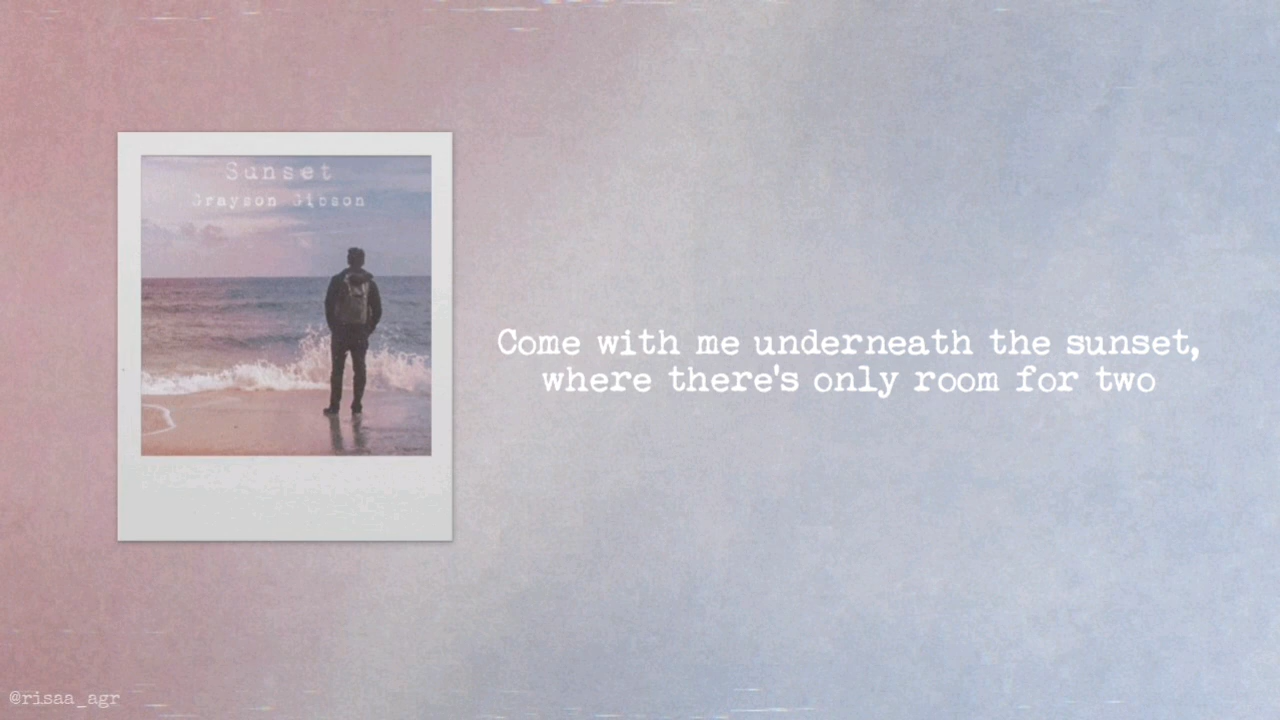 Sunset
Grayson Gibson
Come with me underneath the sunset,
where there's only room for two
@risaa_agr